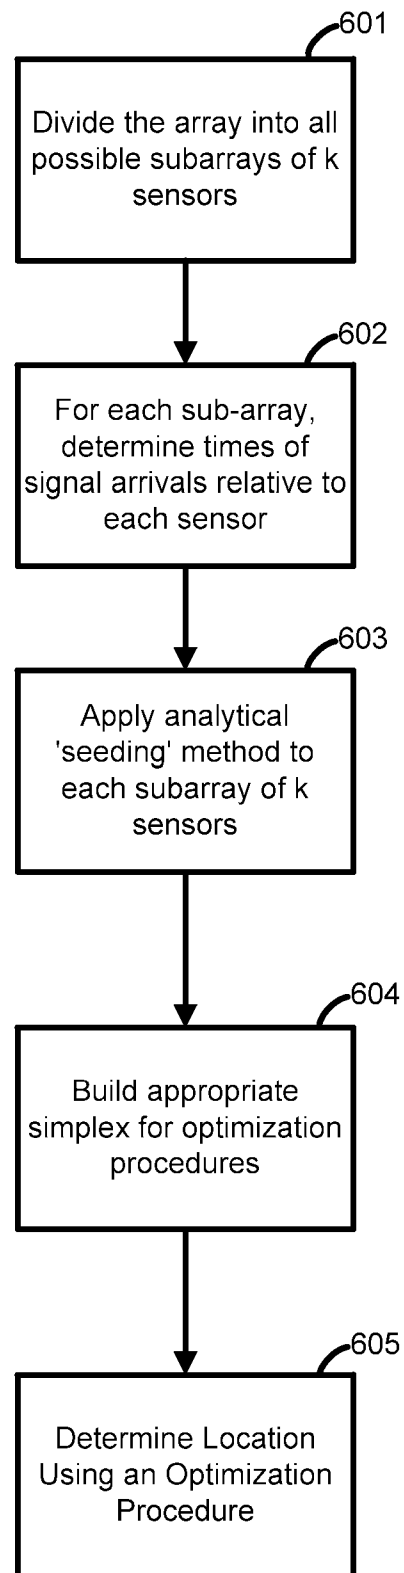 601
Divide the array into all
possible subarrays of k
sensors
602
For each sub-array,
determine times of
signal arrivals relative to
each sensor
603
Apply analytical
'seeding' method to
each subarray of k
sensors
604
Build appropriate
simplex for optimization
procedures
605
Determine Location
Using an Optimization
Procedure